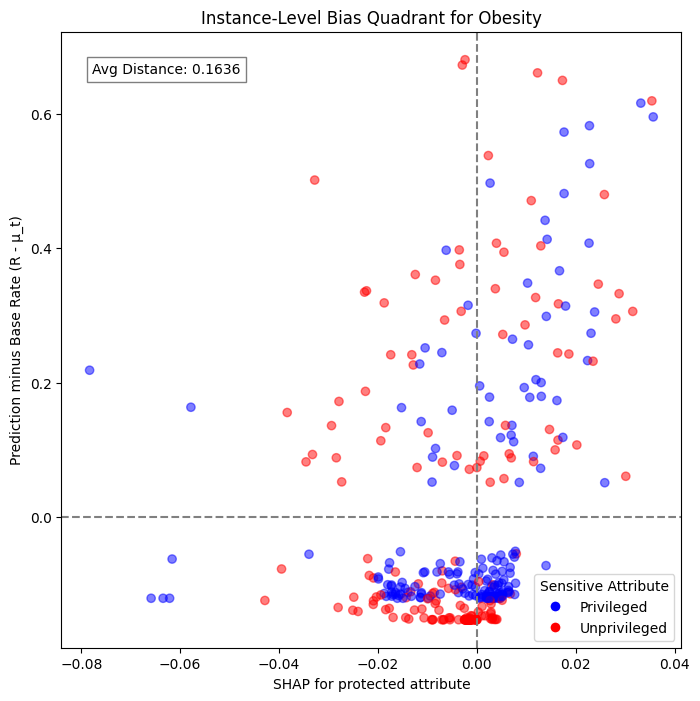 Instance-Level Bias Quadrant for Obesity
Avg Distance: 0.1636
Prediction minus Base Rate (R - μ_t)
0.6
0.4
0.2
0.0
Sensitive Attribute
Privileged
Unprivileged
−0.08
−0.06
−0.04
−0.02
0.00
0.02
0.04
SHAP for protected attribute